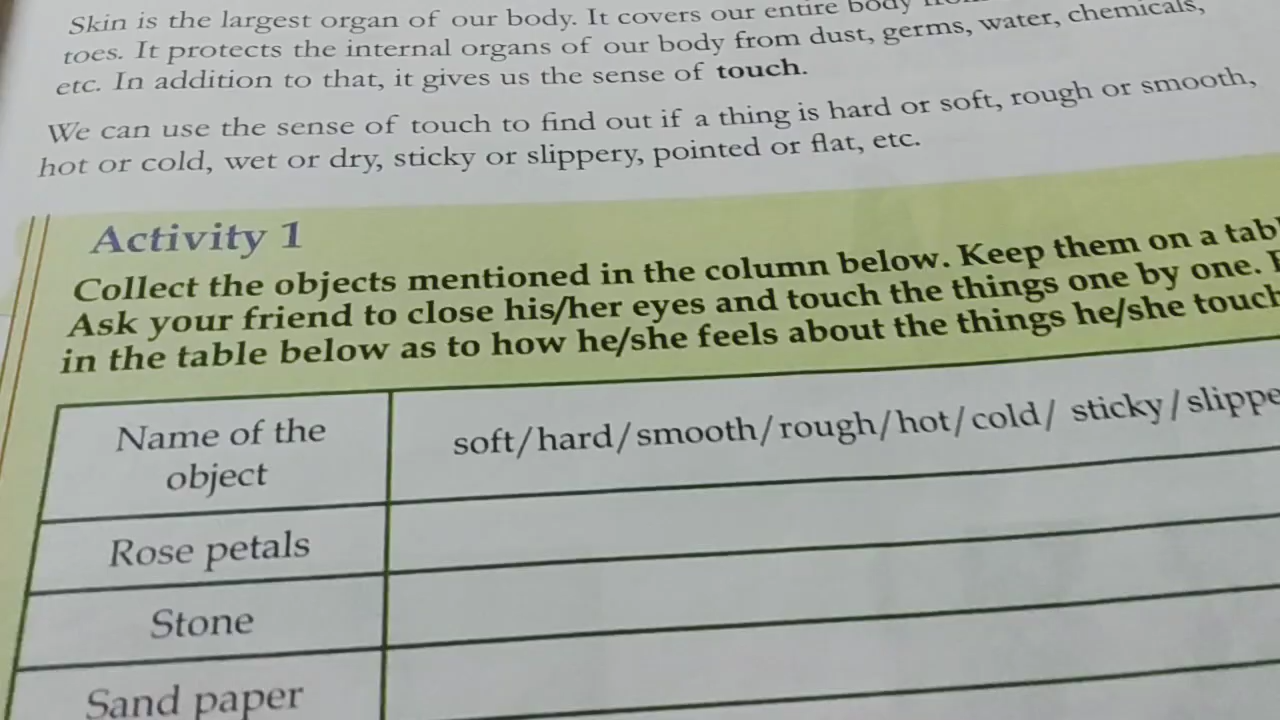 Skin is the largest organ of our body. It covers our entire body
toes. It protects the internal organs of our body from dust, germs, water, chemicals,
etc. In addition to that, it gives us the sense of touch.
We can use the sense of touch to find out if a thing is hard or soft, rough or smooth,
hot or cold, wet or dry, sticky or slippery, pointed or flat, etc.
Activity 1
Collect the objects mentioned in the column below. Keep them on a
Ask your friend to close his/her eyes and touch the things one by one.
in the table below as to how he/she feels about the things he/she
Name of the
object
soft/hard/smooth/rough/hot/cold/ sticky/
Rose petals
Stone
Sand paper